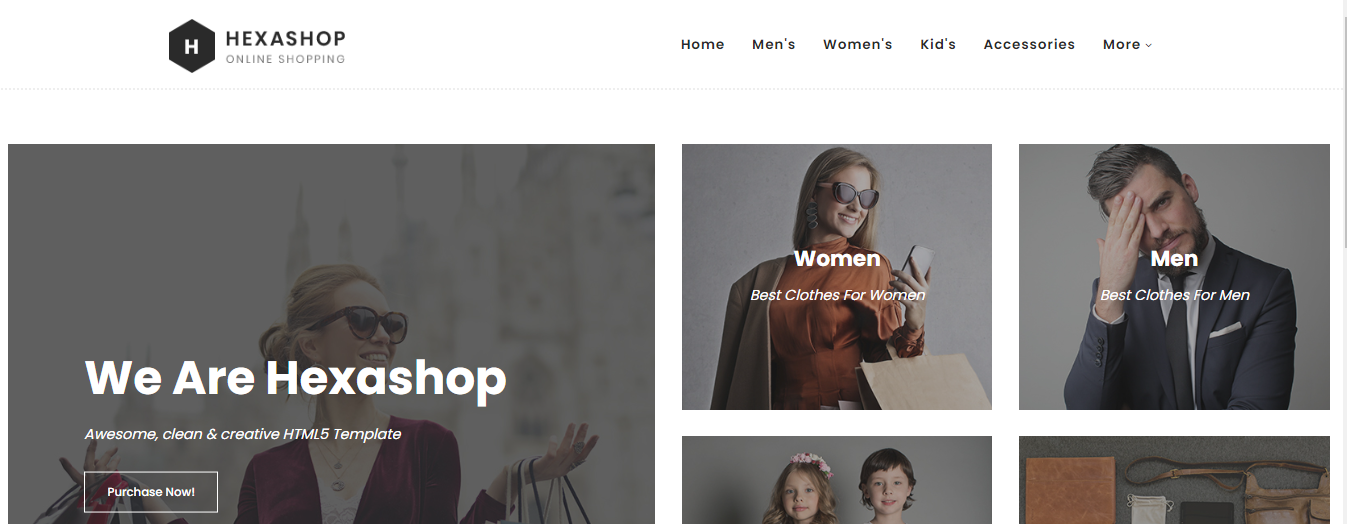 H
HEXASHOP
ONLINE SHOPPING
Home Men's Women's Kid's Accessories More
We Are Hexashop
Awesome, clean & creative HTML5 Template
Purchase Now!
Women
Best Clothes For Women
Men
Best Clothes For Men